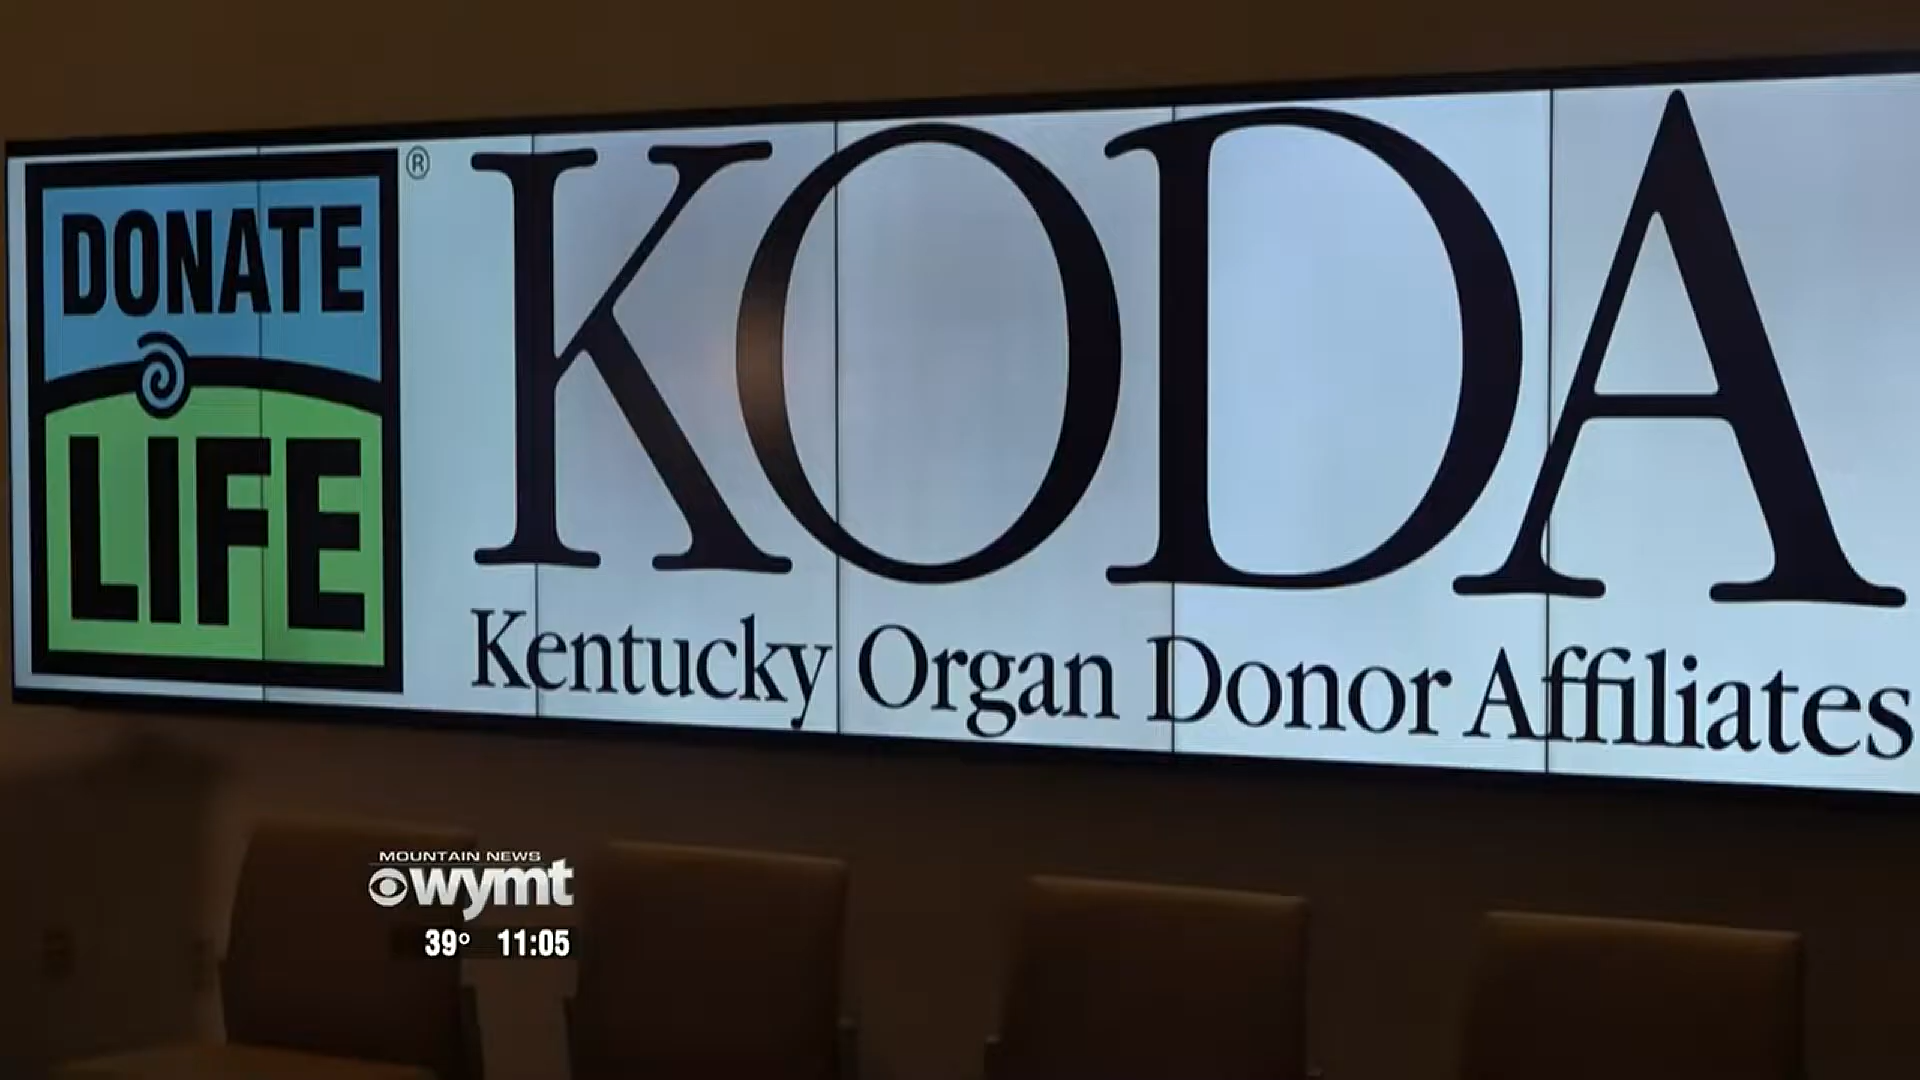 DONATE
LIFE
®
KODA
Kentucky Organ Donor Affiliates
MOUNTAIN NEWS
wymt
39° 11:05